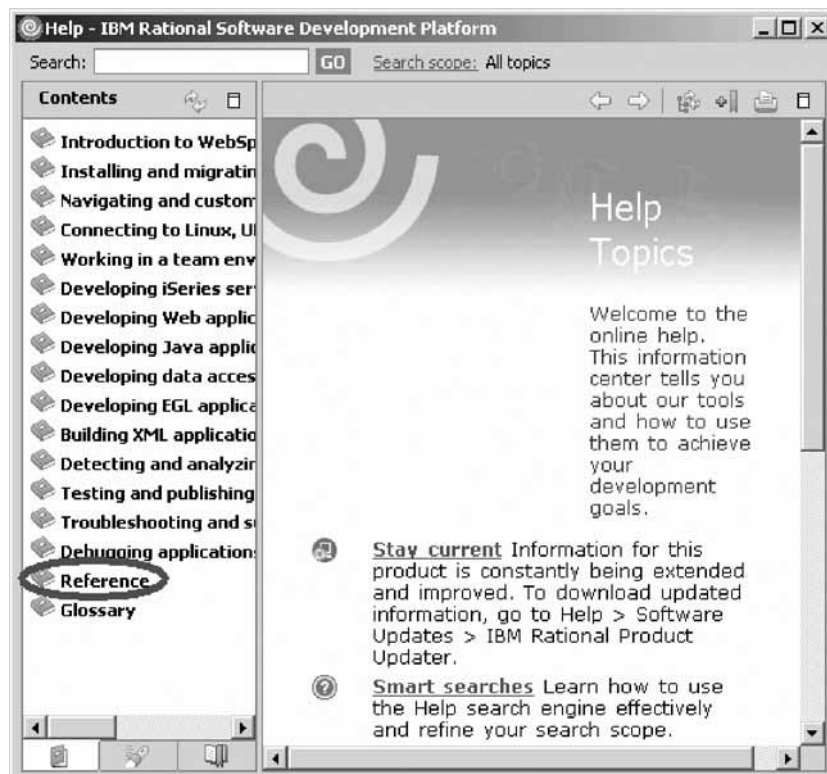 Help - IBM Rational Software Development Platform
Search:
GO
Search scope: All topics
Contents
Introduction to WebSp
Installing and migratin
Navigating and custom
Connecting to Linux, U
Working in a team env
Developing iSeries ser
Developing Web applic
Developing Java applic
Developing data acces
Developing EGL applica
Building XML applicatio
Detecting and analyzin
Testing and publishing
Troubleshooting and s
Debugging application
Reference
Glossary
Help
Topics
Welcome to the
online help.
This information
center tells you
about our tools
and how to use
them to achieve
your
development
goals.
Stay current Information for this
product is constantly being extended
and improved. To download updated
information, go to Help > Software
Updates > IBM Rational Product
Updater.
Smart searches Learn how to use
the Help search engine effectively
and refine your search scope.